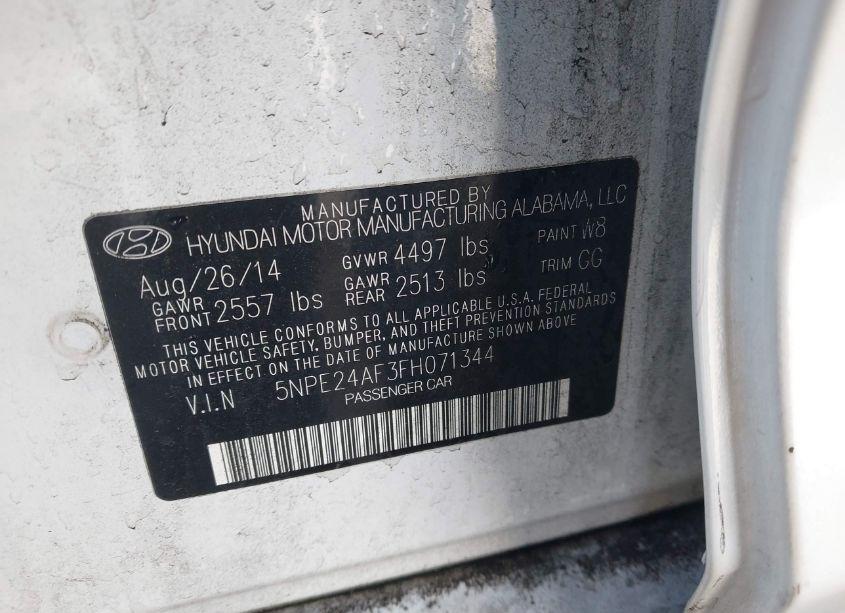 MANUFACTURED BY
HYUNDAI MOTOR MANUFACTURING ALABAMA, LLC
Aug/26/14 GVWR 4497 lbs PAINT W8
GAWR FRONT 2557 lbs GAWR REAR 2513 lbs TRIM GG
THIS VEHICLE CONFORMS TO ALL APPLICABLE U.S.A. FEDERAL
MOTOR VEHICLE SAFETY, BUMPER, AND THEFT PREVENTION STANDARDS
IN EFFECT ON THE DATE OF MANUFACTURE SHOWN ABOVE
V.I.N 5NPE24AF3FH071344
PASSENGER CAR